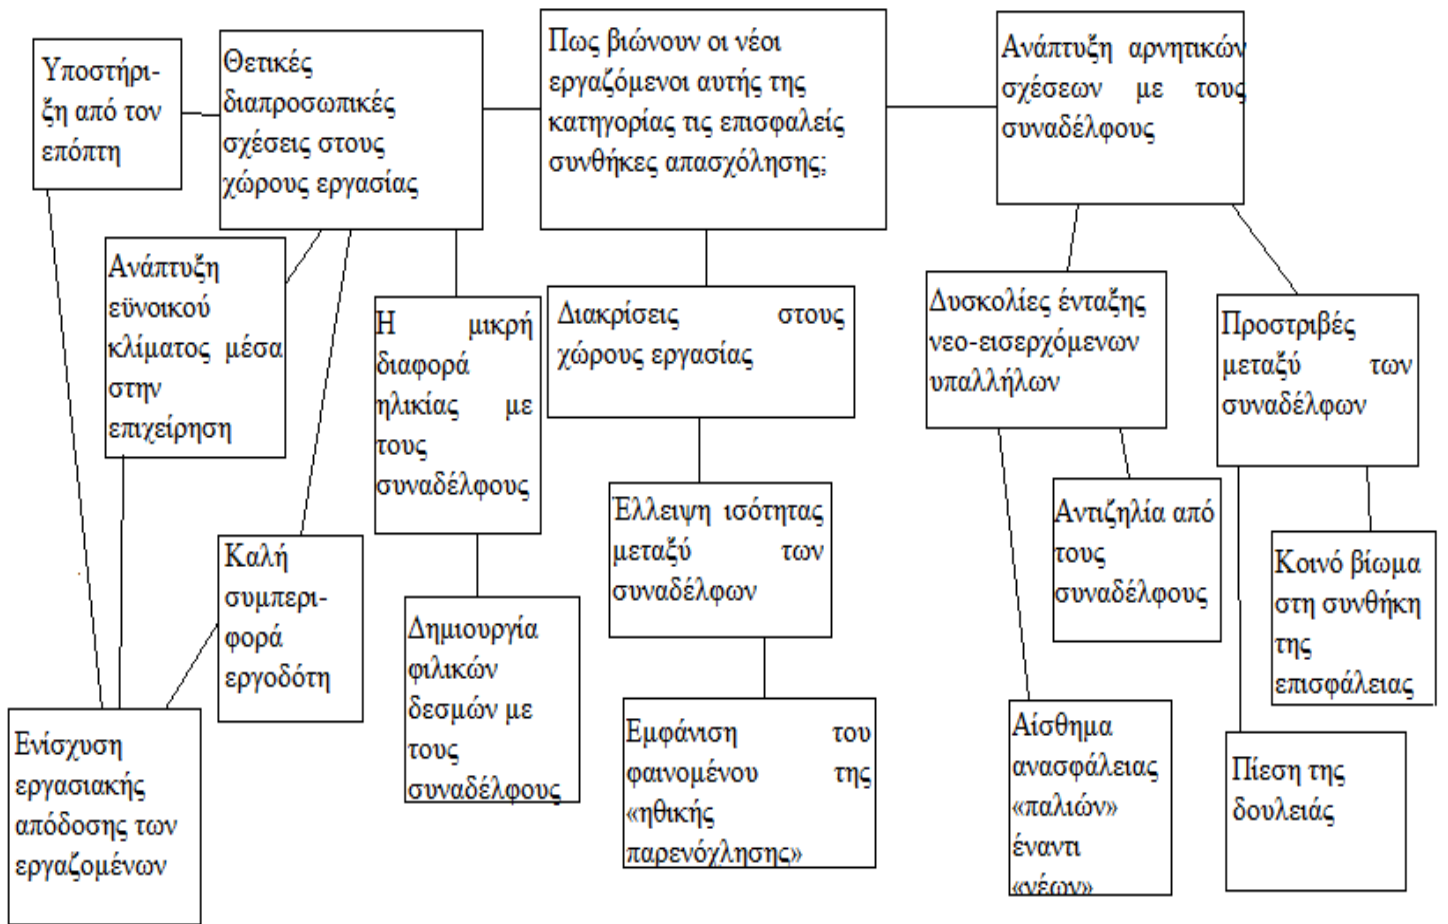 Υποστήρι-
ξη από τον
επόπτη
Θετικές
διαπροσωπικές
σχέσεις στους
χώρους εργασίας
Πως βιώνουν οι νέοι
εργαζόμενοι αυτής της
κατηγορίας τις επισφαλείς
συνθήκες απασχόλησης;
Ανάπτυξη αρνητικών
σχέσεων με τους
συναδέλφους
Ανάπτυξη
εϋνοικού
κλίματος μέσα
στην
επιχείρηση
Η μικρή
διαφορά
ηλικίας με
τους
συναδέλφους
Διακρίσεις στους
χώρους εργασίας
Δυσκολίες ένταξης
νεο-εισερχόμενων
υπαλλήλων
Προστριβές
μεταξύ των
συναδέλφων
Καλή
συμπερι-
φορά
εργοδότη
Έλλειψη ισότητας
μεταξύ των
συναδέλφων
Αντιζηλία από
τους
συναδέλφους
Κοινό βίωμα
στη συνθήκη
της
επισφάλειας
Ενίσχυση
εργασιακής
απόδοσης των
εργαζομένων
Δημιουργία
φιλικών
δεσμών με
τους
συναδέλφους
Εμφάνιση του
φαινομένου της
«ηθικής
παρενόχλησης»
Αίσθημα
ανασφάλειας
«παλιών»
έναντι
«νέων»
Πίεση της
δουλειάς